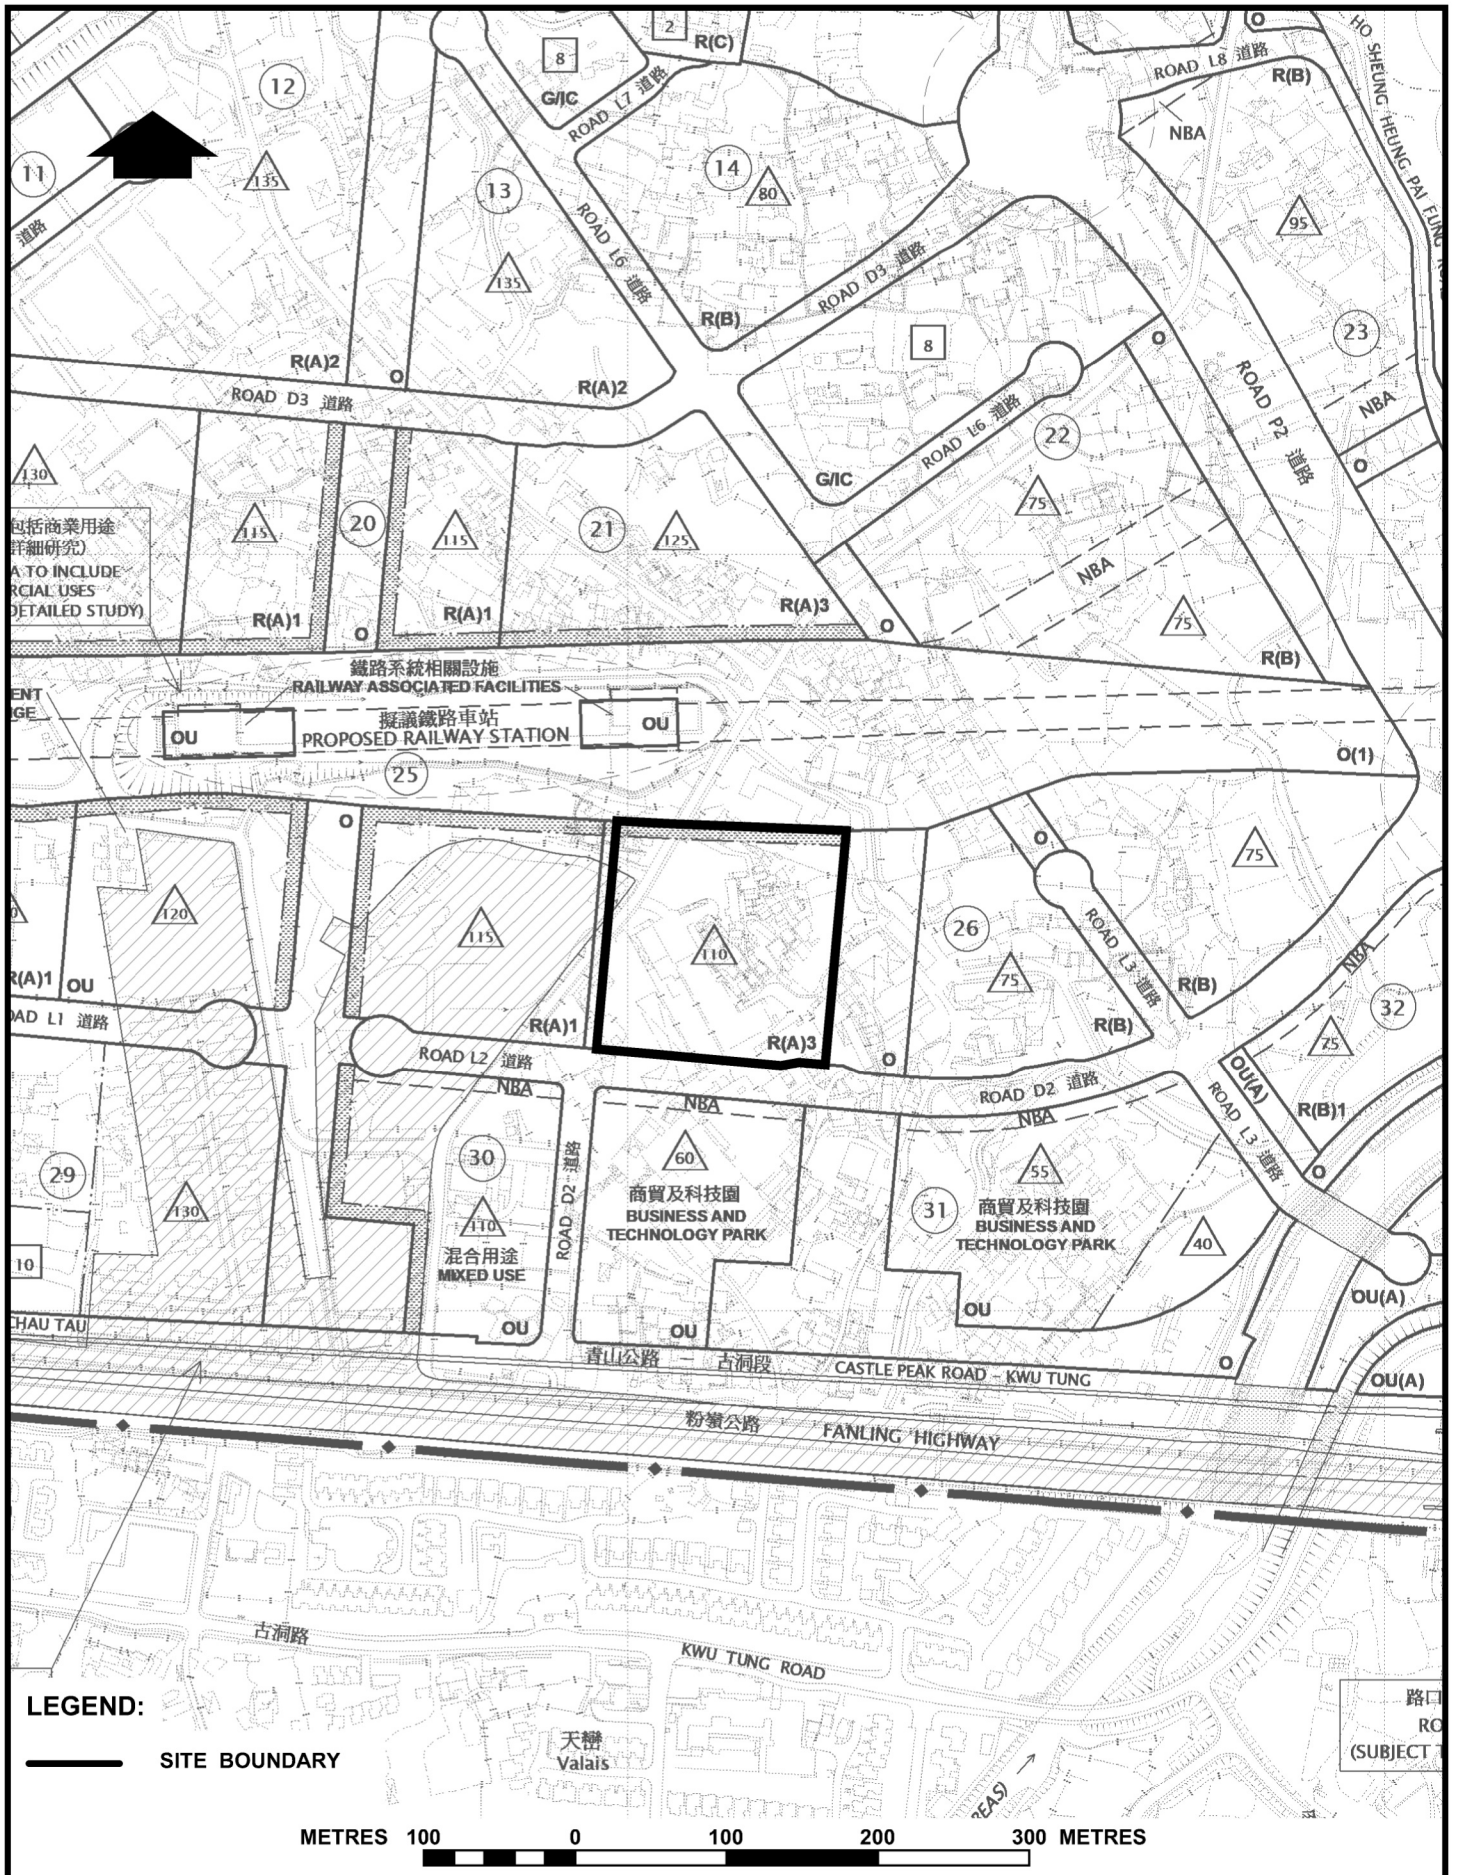 2
R(C)
O
8
ROAD L8 道路
R(B)
HO SHEUNG HEUNG PAI FUNG
12
G/IC
ROAD L7 道路
NBA
11
135
13
14
80
95
道路
ROAD L6 道路
135
ROAD D3 道路
R(B)
8
23
R(A)2
O
R(A)2
O
ROAD P2 道路
ROAD D3 道路
ROAD L6 道路
NBA
22
130
G/IC
O
75
包括商業用途
詳細研究)
115
20
115
21
125
A TO INCLUDE
RCIAL USES
DETAILED STUDY)
NBA
R(A)1
O
R(A)1
R(A)3
O
75
R(B)
鐵路系統相關設施
RAILWAY ASSOCIATED FACILITIES
ENT
GE
OU
擬議鐵路車站
PROPOSED RAILWAY STATION
OU
O(1)
25
O
O
75
120
115
110
26
ROAD L3 道路
NBA
75
R(A)1
OU
R(B)
32
OAD L1 道路
R(A)1
R(A)3
R(B)
75
ROAD L2 道路
O
NBA
NBA
ROAD D2 道路
NBA
OU(A)
R(B)1
ROAD L3 道路
29
30
ROAD D2 道路
60
55
O
130
110
商貿及科技園
BUSINESS AND
TECHNOLOGY PARK
31
商貿及科技園
BUSINESS AND
TECHNOLOGY PARK
40
10
混合用途
MIXED USE
OU(A)
CHAU TAU
OU
OU
OU
青山公路 — 古洞段
CASTLE PEAK ROAD - KWU TUNG
O
OU(A)
粉嶺公路
FANLING HIGHWAY
古洞路
KWU TUNG ROAD
LEGEND:
SITE BOUNDARY
天巒
Valais
REAS)
路口
RO
(SUBJECT T
METRES 100 0 100 200 300 METRES